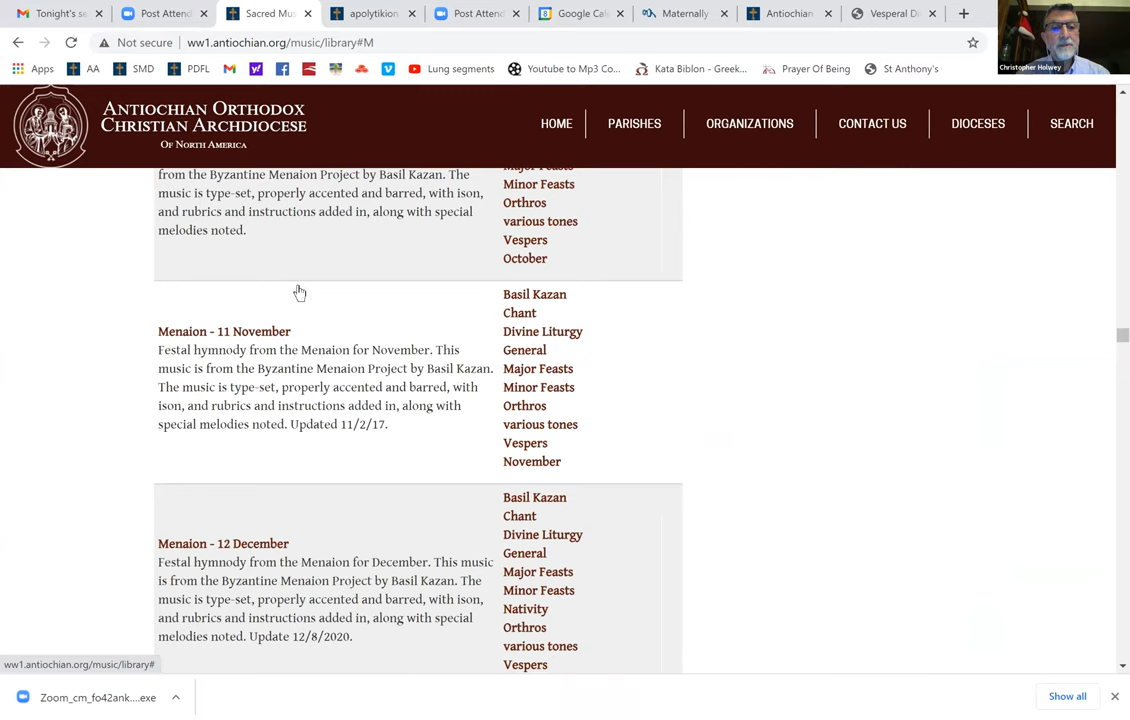 Tonight's se
Post Attend
Sacred Mus
apolytikion
Post Attend
Google Cale
Maternally
Antiochian
Vesperal Di
Not secure
ww1.antiochian.org/music/library#M
Apps
AA
SMD
PDFL
Lung segments
Youtube to Mp3 Co...
Kata Biblon - Greek...
Prayer Of Being
St Anthony's
Christopher Holwey
ANTIOCHIAN ORTHODOX
CHRISTIAN ARCHDIOCESE
OF NORTH AMERICA
HOME
PARISHES
ORGANIZATIONS
CONTACT US
DIOCESES
SEARCH
from the Byzantine Menaion Project by Basil Kazan. The
music is type-set, properly accented and barred, with ison,
and rubrics and instructions added in, along with special
melodies noted.
Major Feasts
Minor Feasts
Orthros
various tones
Vespers
October
Menaion - 11 November
Festal hymnody from the Menaion for November. This
music is from the Byzantine Menaion Project by Basil Kazan.
The music is type-set, properly accented and barred, with
ison, and rubrics and instructions added in, along with
special melodies noted. Updated 11/2/17.
Basil Kazan
Chant
Divine Liturgy
General
Major Feasts
Minor Feasts
Orthros
various tones
Vespers
November
Menaion - 12 December
Festal hymnody from the Menaion for December. This music
is from the Byzantine Menaion Project by Basil Kazan. The
music is type-set, properly accented and barred, with ison,
and rubrics and instructions added in, along with special
melodies noted. Update 12/8/2020.
Basil Kazan
Chant
Divine Liturgy
General
Major Feasts
Minor Feasts
Nativity
Orthros
various tones
Vespers
ww1.antiochian.org/music/library#
Zoom_cm_fo42ank....exe
Show all